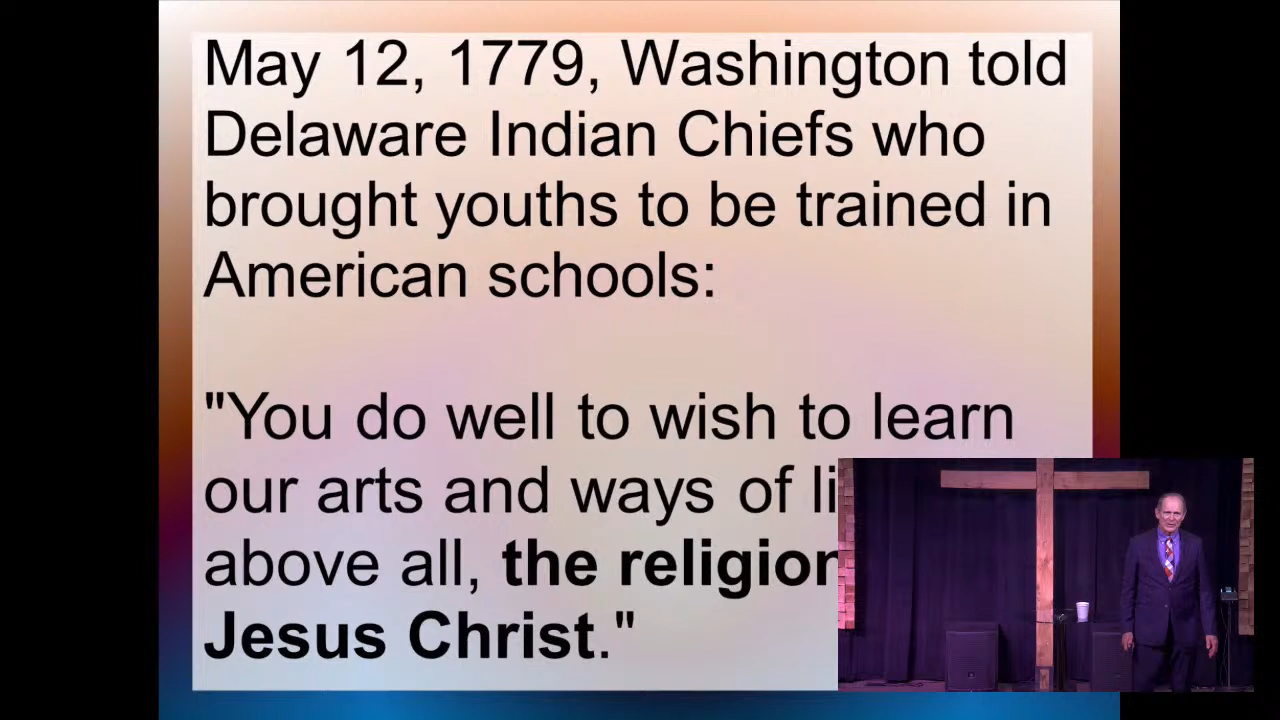 May 12, 1779, Washington told
Delaware Indian Chiefs who
brought youths to be trained in
American schools:
"You do well to wish to learn
our arts and ways of
above all, the religion
Jesus Christ."